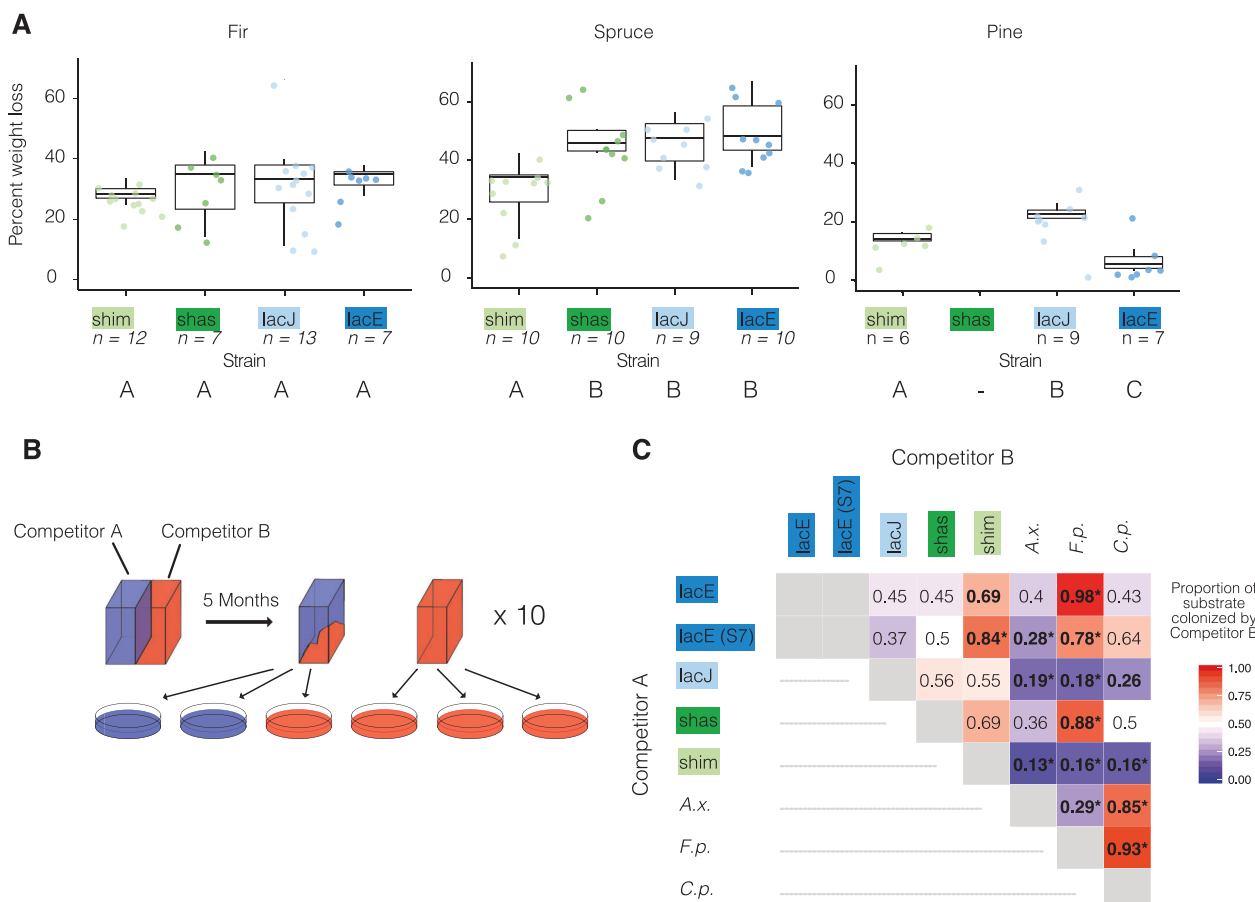 A
Fir
Spruce
Pine
Percent weight loss
60
40
20
0
60
40
20
0
60
40
20
0
shim shas lacJ lacE
n = 12 n = 7 n = 13 n = 7
Strain
A A A A
shim shas lacJ lacE
n = 10 n = 10 n = 9 n = 10
Strain
A B B B
shim shas lacJ lacE
n = 6 n = 9 n = 7
Strain
A - B C
B
Competitor A Competitor B
5 Months
x 10
C
Competitor B
lacE lacE (S7) lacJ shas shim A.x. F.p. C.p.
Competitor A
lacE 0.45 0.45 0.69 0.4 0.98* 0.43
lacE (S7) 0.37 0.5 0.84* 0.28* 0.78* 0.64
lacJ 0.56 0.55 0.19* 0.18* 0.26
shas 0.69 0.36 0.88* 0.5
shim 0.13* 0.16* 0.16*
A.x. 0.29* 0.85*
F.p. 0.93*
C.p.
Proportion of
substrate
colonized by
Competitor B
1.00
0.75
0.50
0.25
0.00